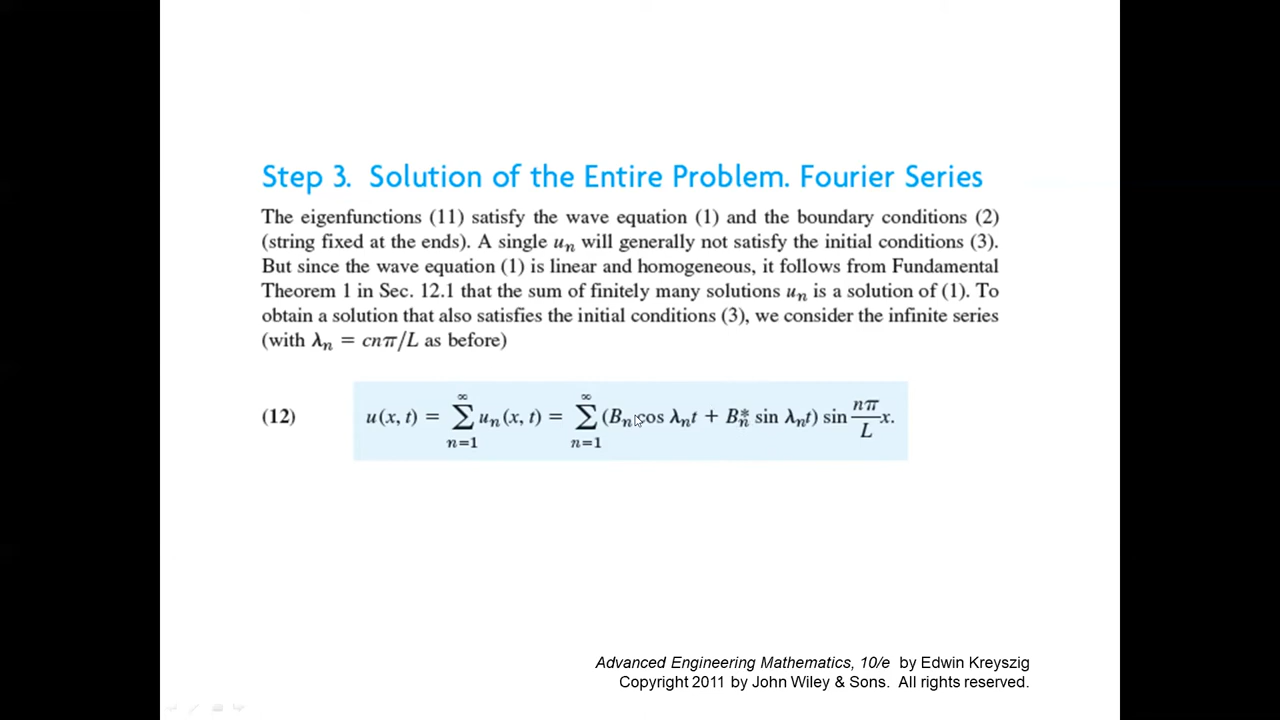 Step 3. Solution of the Entire Problem. Fourier Series
The eigenfunctions (11) satisfy the wave equation (1) and the boundary conditions (2)
(string fixed at the ends). A single uₙ will generally not satisfy the initial conditions (3).
But since the wave equation (1) is linear and homogeneous, it follows from Fundamental
Theorem 1 in Sec. 12.1 that the sum of finitely many solutions uₙ is a solution of (1). To
obtain a solution that also satisfies the initial conditions (3), we consider the infinite series
(with λₙ = cnπ/L as before)
(12) u(x, t) = ∑_{n=1}^{∞} uₙ(x, t) = ∑_{n=1}^{∞} (Bₙ cos λₙt + Bₙ* sin λₙt) sin nπ/L x.
Advanced Engineering Mathematics, 10/e by Edwin Kreyszig
Copyright 2011 by John Wiley & Sons. All rights reserved.